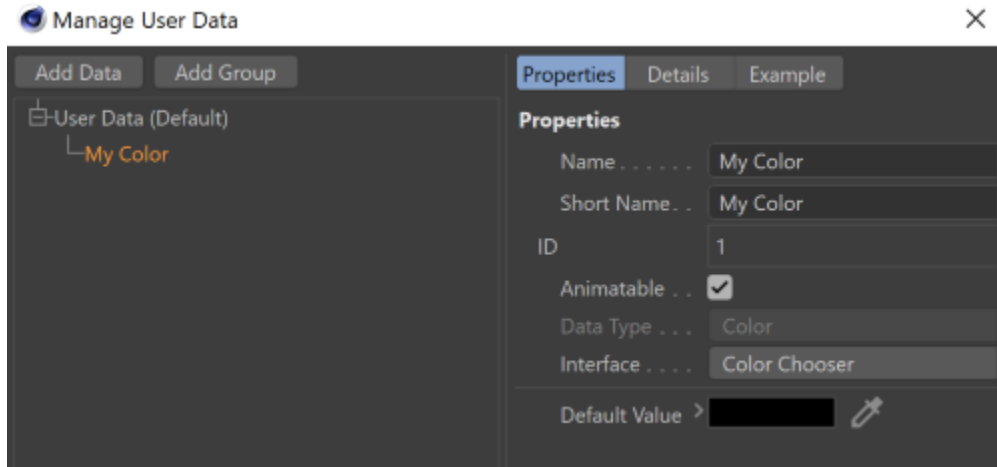 Manage User Data
Add Data Add Group
User Data (Default)
My Color
Properties Details Example
Properties
Name . . . . . . My Color
Short Name. . My Color
ID 1
Animatable . .
Data Type . . . Color
Interface . . . . Color Chooser
Default Value